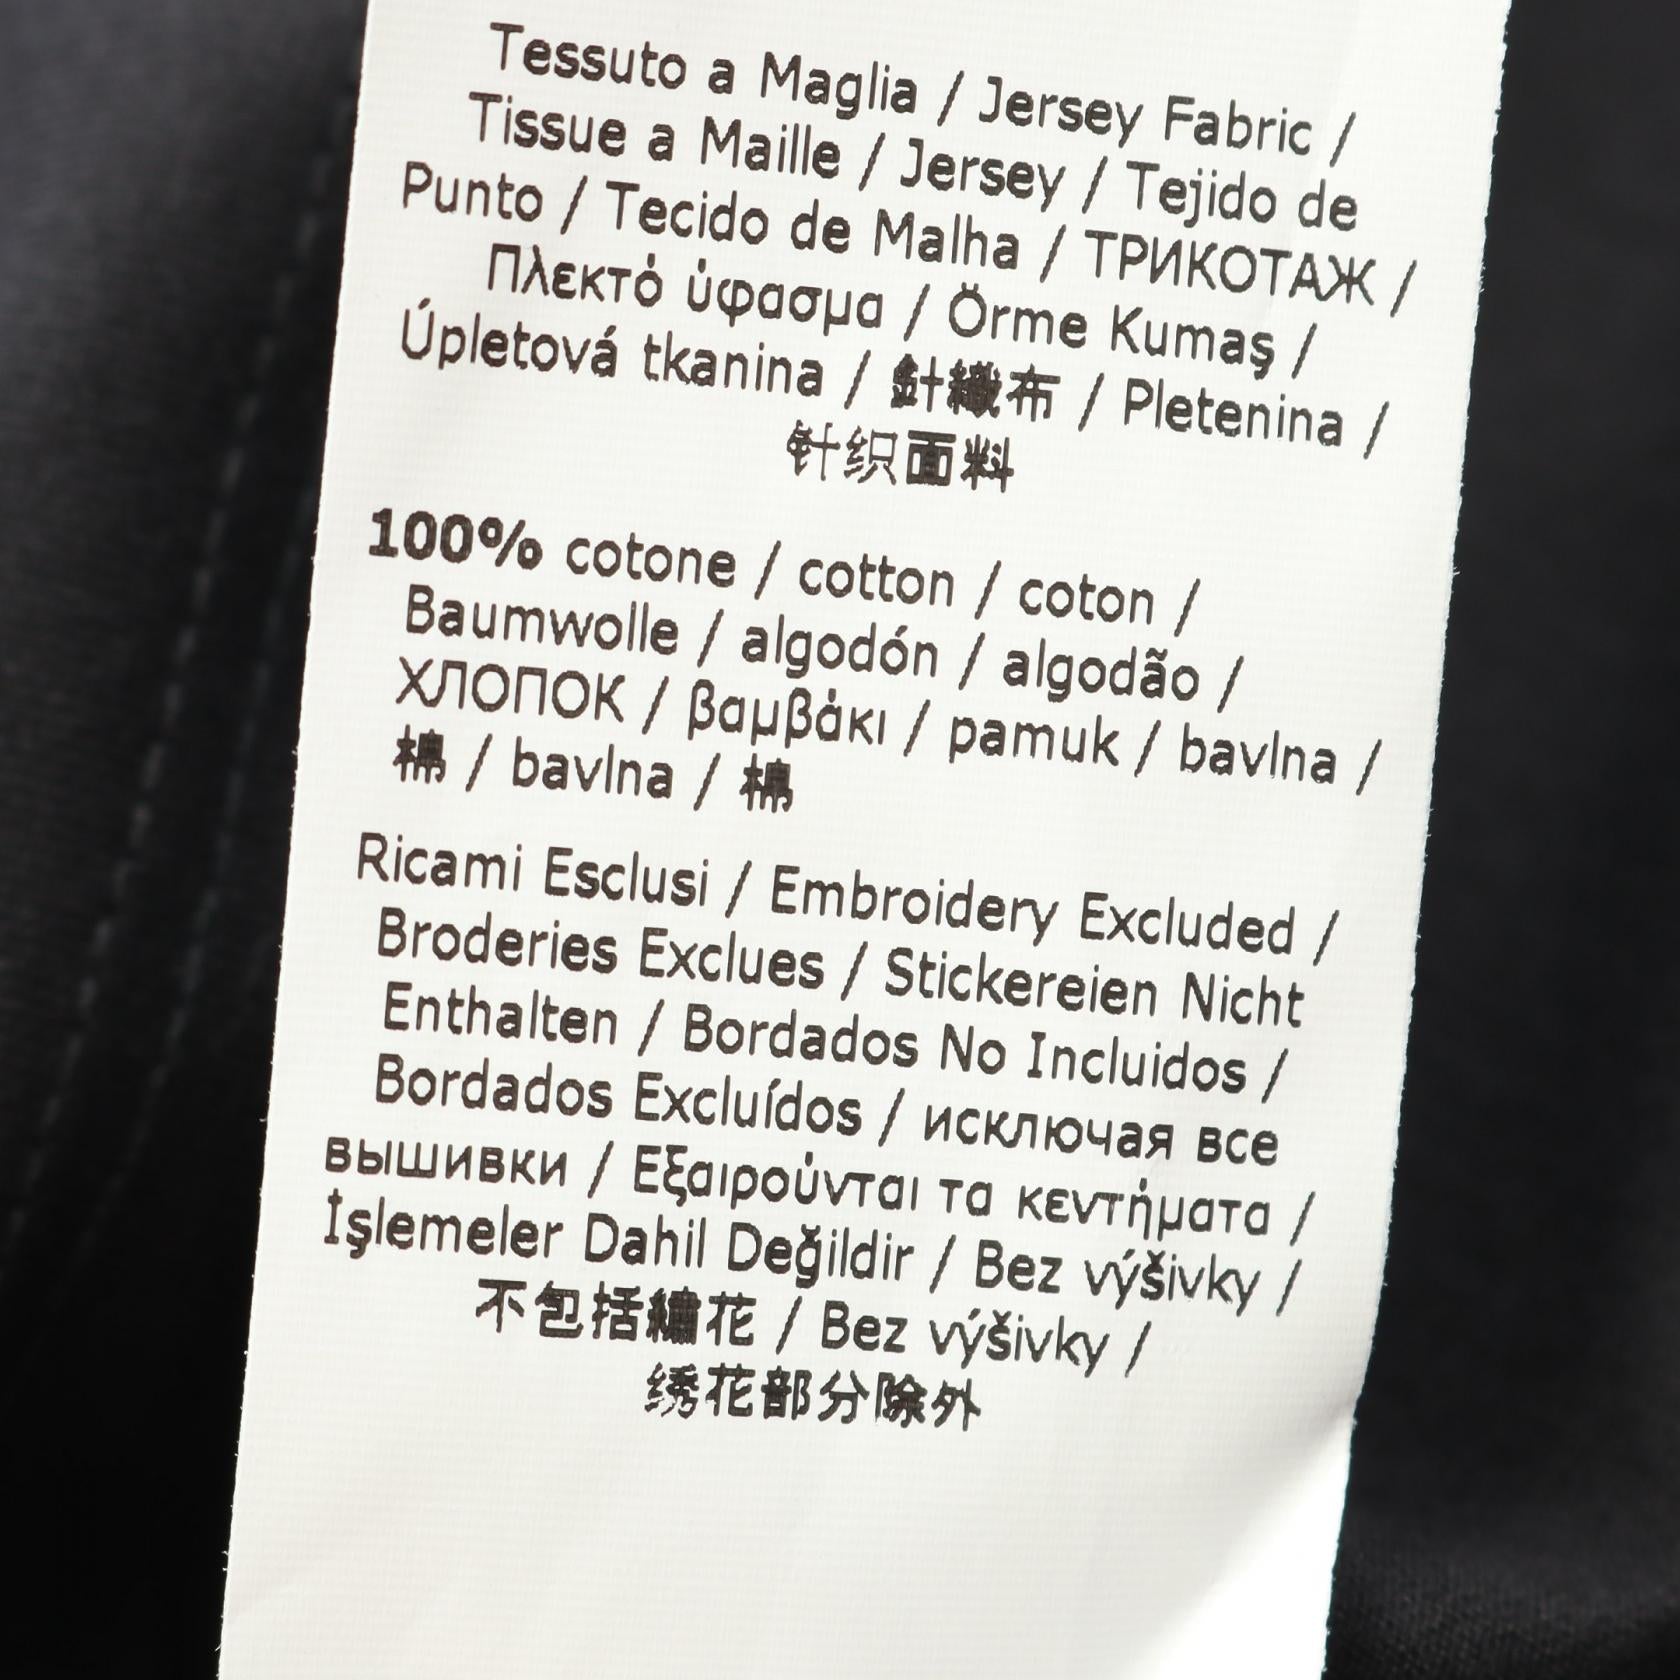 Tessuto a Maglia / Jersey Fabric /
Tissue a Maille / Jersey / Tejido de
Punto / Tecido de Malha / ТРИКОТАЖ /
Πλεκτό ύφασμα / Örme Kumaş /
Úpletová tkanina / 針織布 / Pletenina /
针织面料
100% cotone / cotton / coton /
Baumwolle / algodón / algodão /
ХЛОПОК / βαμβάκι / pamuk / bavlna /
棉 / bavlna / 棉
Ricami Esclusi / Embroidery Excluded /
Broderies Exclues / Stickereien Nicht
Enthalten / Bordados No Incluidos /
Bordados Excluídos / исключая все
вышивки / Εξαιρούνται τα κεντήματα /
İşlemeler Dahil Değildir / Bez výšivky /
不包括繡花 / Bez výšivky /
绣花部分除外